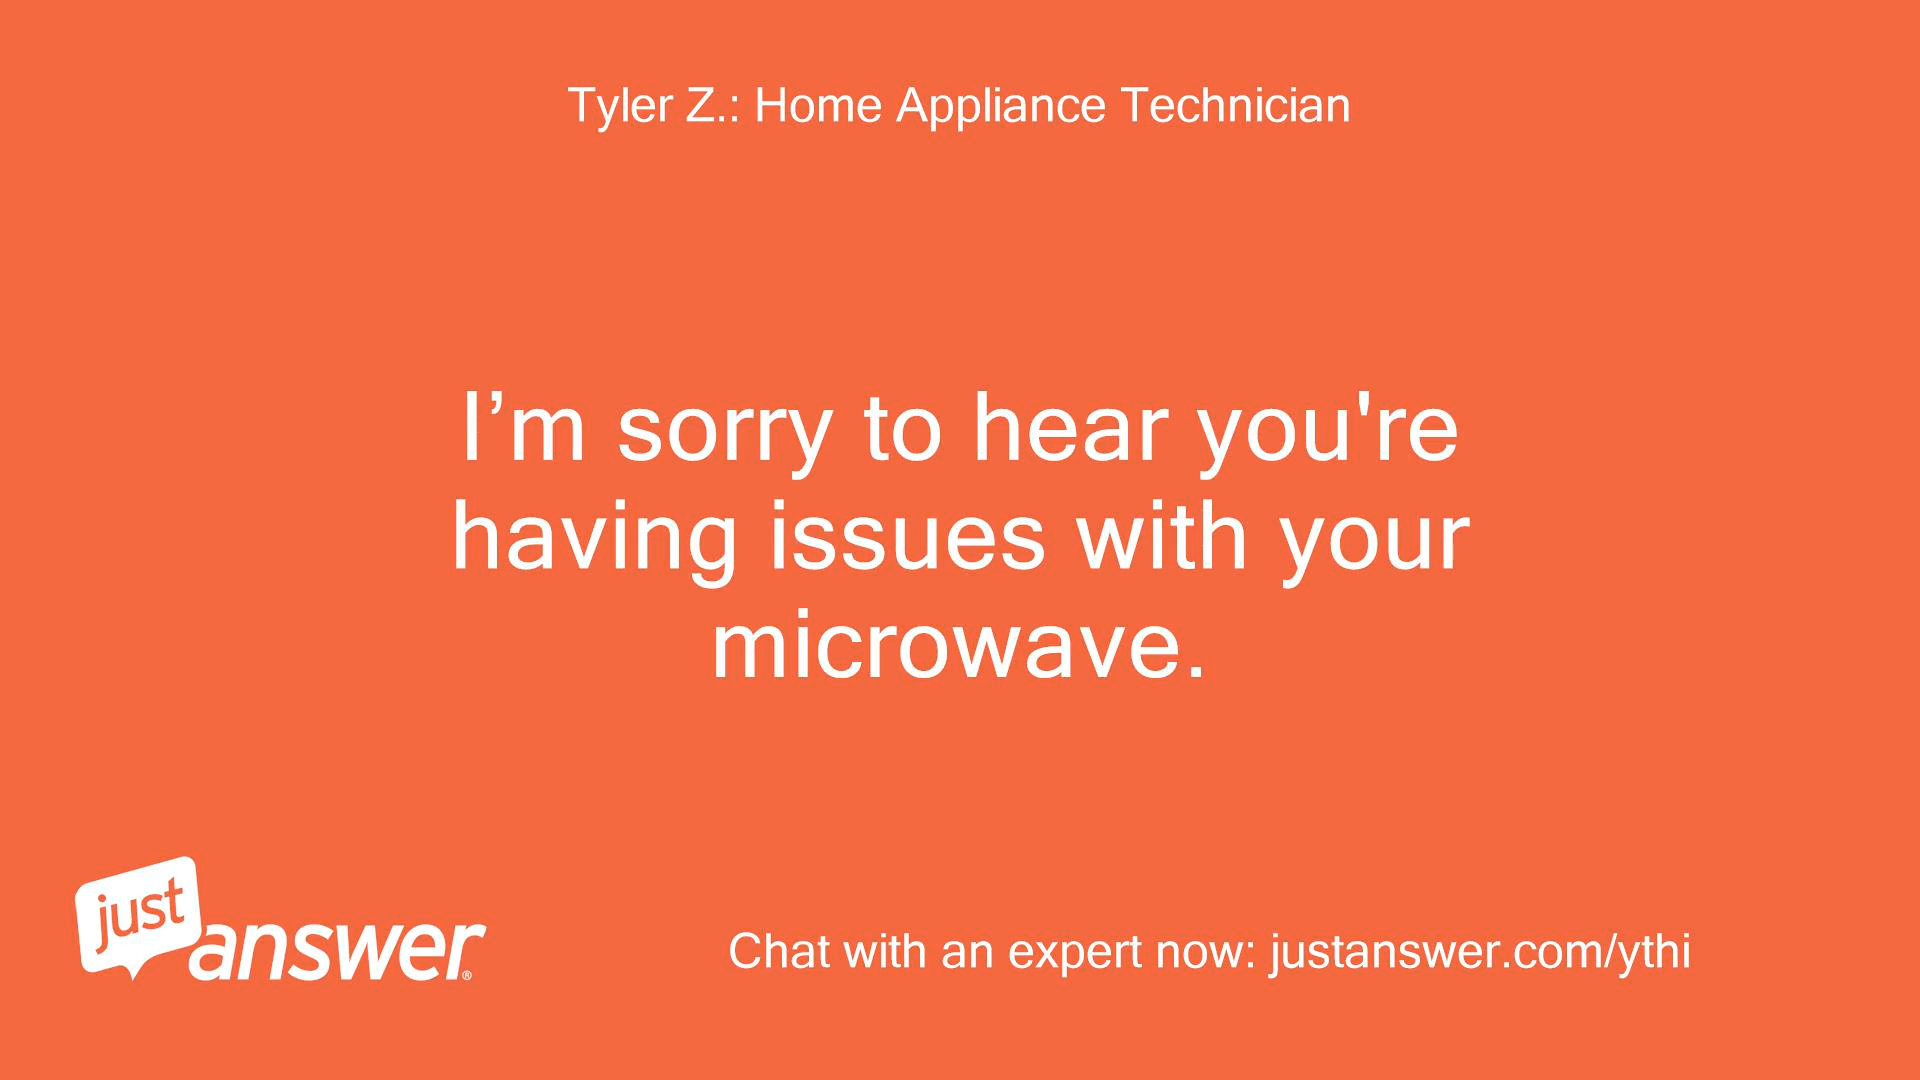 Tyler Z.: Home Appliance Technician
I’m sorry to hear you're
having issues with your
microwave.
just
answer®
Chat with an expert now: justanswer.com/ythi